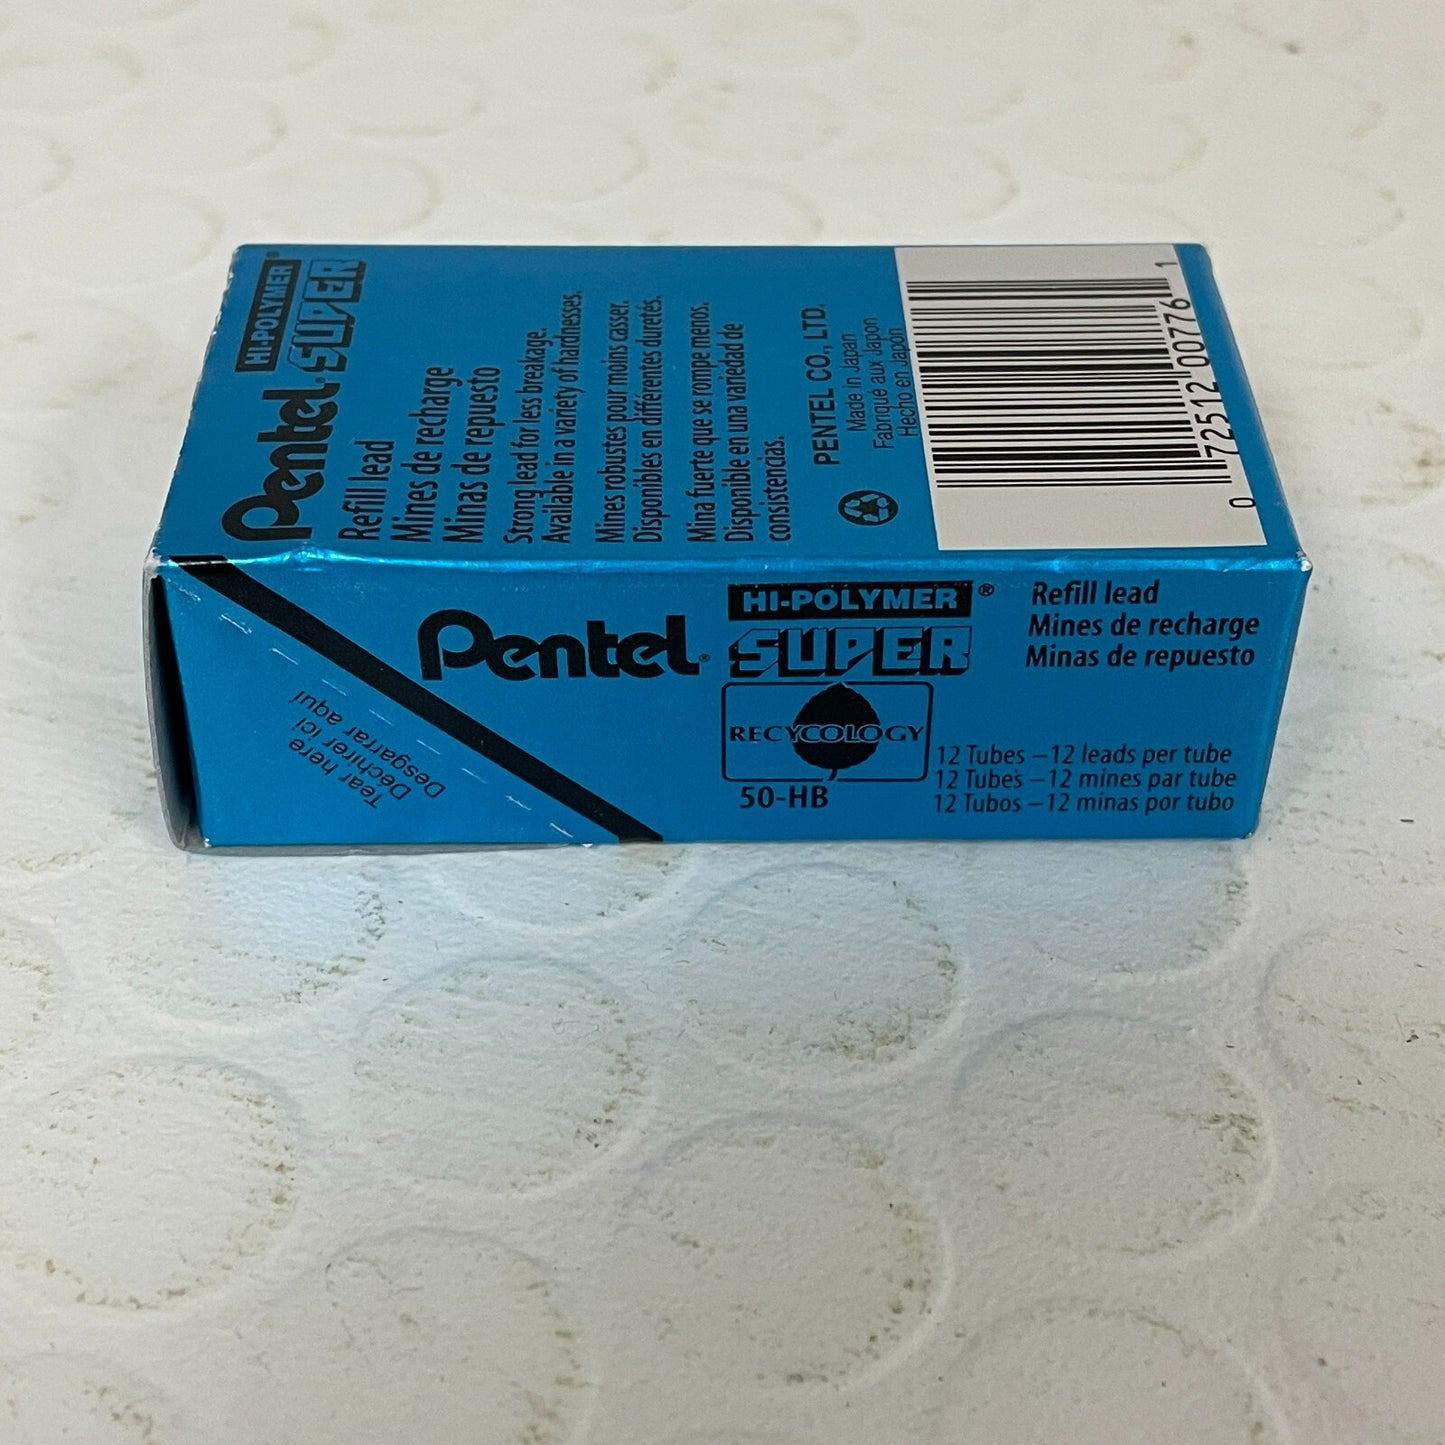 Pentel®
HI-POLYMER®
SUPER
Refill lead
Mines de recharge
Minas de repuesto
Strong lead for less breakage.
Available in a variety of hardnesses.
Mines robustes pour moins casser.
Disponibles en différentes duretés.
Mina fuerte que se rompe menos.
Disponible en una variedad de
consistencias.
PENTEL CO., LTD.
Made in Japan
Fabriqué aux Japon
Hecho en Japón
0 72512 00776 1
Tear here
Déchirer ici
Desgarrar aquí
Pentel®
HI-POLYMER®
SUPER
RECYCOLOGY
50-HB
Refill lead
Mines de recharge
Minas de repuesto
12 Tubes – 12 leads per tube
12 Tubes – 12 mines par tube
12 Tubos – 12 minas por tubo